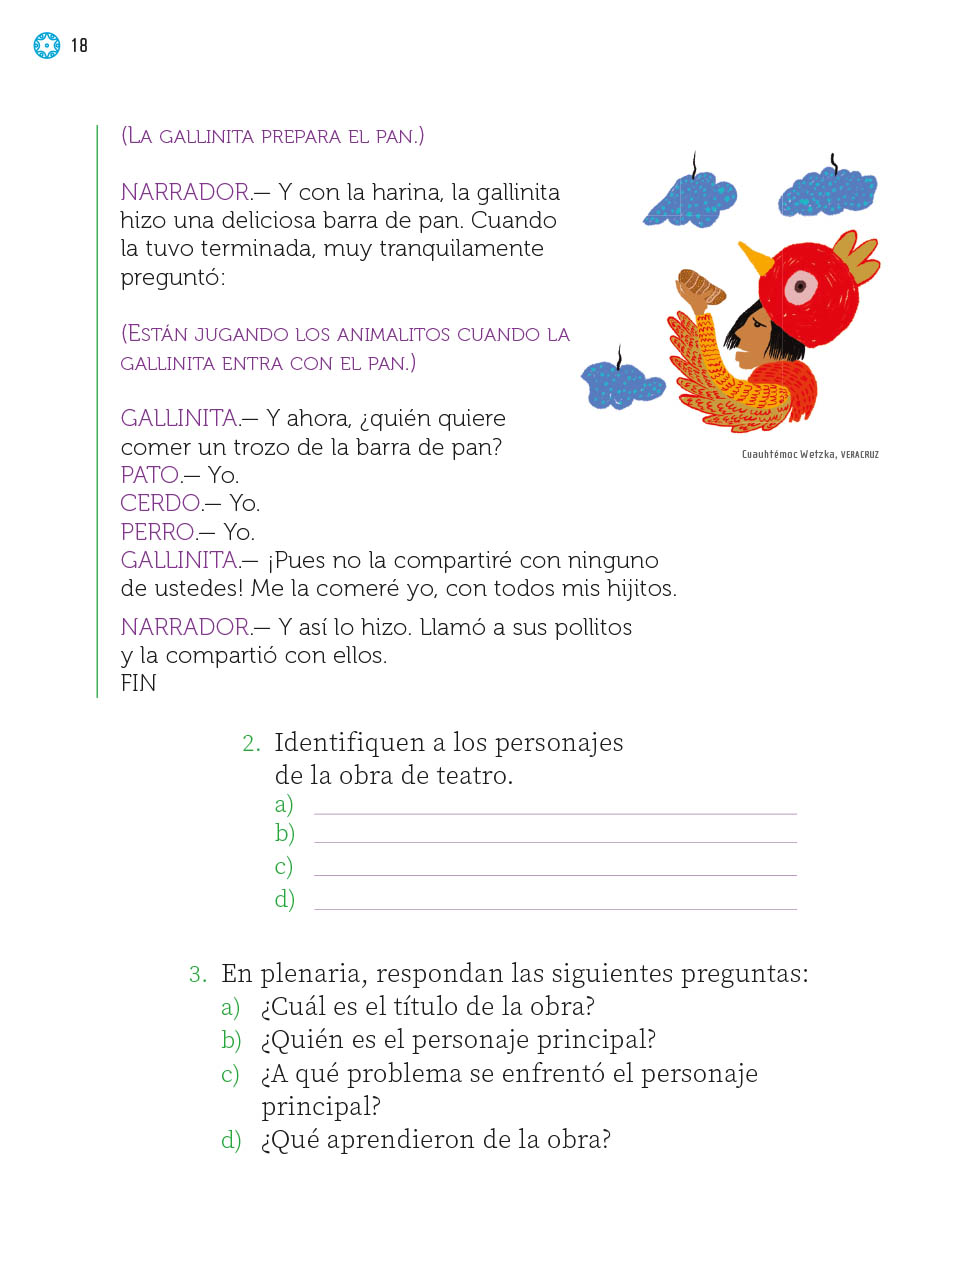 18
(La gallinita prepara el pan.)
NARRADOR.— Y con la harina, la gallinita
hizo una deliciosa barra de pan. Cuando
la tuvo terminada, muy tranquilamente
preguntó:
(Están jugando los animalitos cuando la
gallinita entra con el pan.)
GALLINITA.— Y ahora, ¿quién quiere
comer un trozo de la barra de pan?
PATO.— Yo.
CERDO.— Yo.
PERRO.— Yo.
GALLINITA.— ¡Pues no la compartiré con ninguno
de ustedes! Me la comeré yo, con todos mis hijitos.
NARRADOR.— Y así lo hizo. Llamó a sus pollitos
y la compartió con ellos.
FIN
Cuauhtémoc Wetzka, VERACRUZ
2. Identifiquen a los personajes
de la obra de teatro.
a)
b)
c)
d)
3. En plenaria, respondan las siguientes preguntas:
a) ¿Cuál es el título de la obra?
b) ¿Quién es el personaje principal?
c) ¿A qué problema se enfrentó el personaje
principal?
d) ¿Qué aprendieron de la obra?